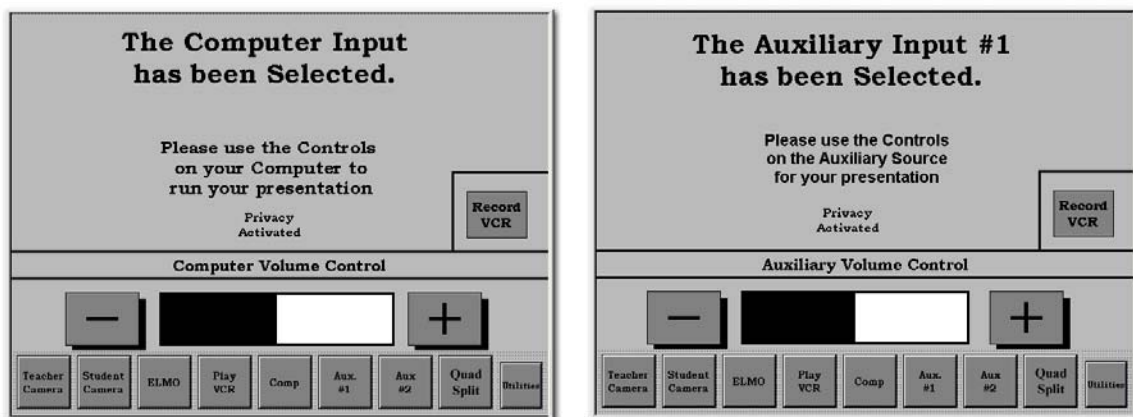 The Computer Input
has been Selected.
Please use the Controls
on your Computer to
run your presentation
Privacy
Activated
Record
VCR
Computer Volume Control
− +
Teacher
Camera
Student
Camera
ELMO
Play
VCR
Comp
Aux.
#1
Aux
#2
Quad
Split
Utilities
The Auxiliary Input #1
has been Selected.
Please use the Controls
on the Auxiliary Source
for your presentation
Privacy
Activated
Record
VCR
Auxiliary Volume Control
− +
Teacher
Camera
Student
Camera
ELMO
Play
VCR
Comp
Aux.
#1
Aux
#2
Quad
Split
Utilities